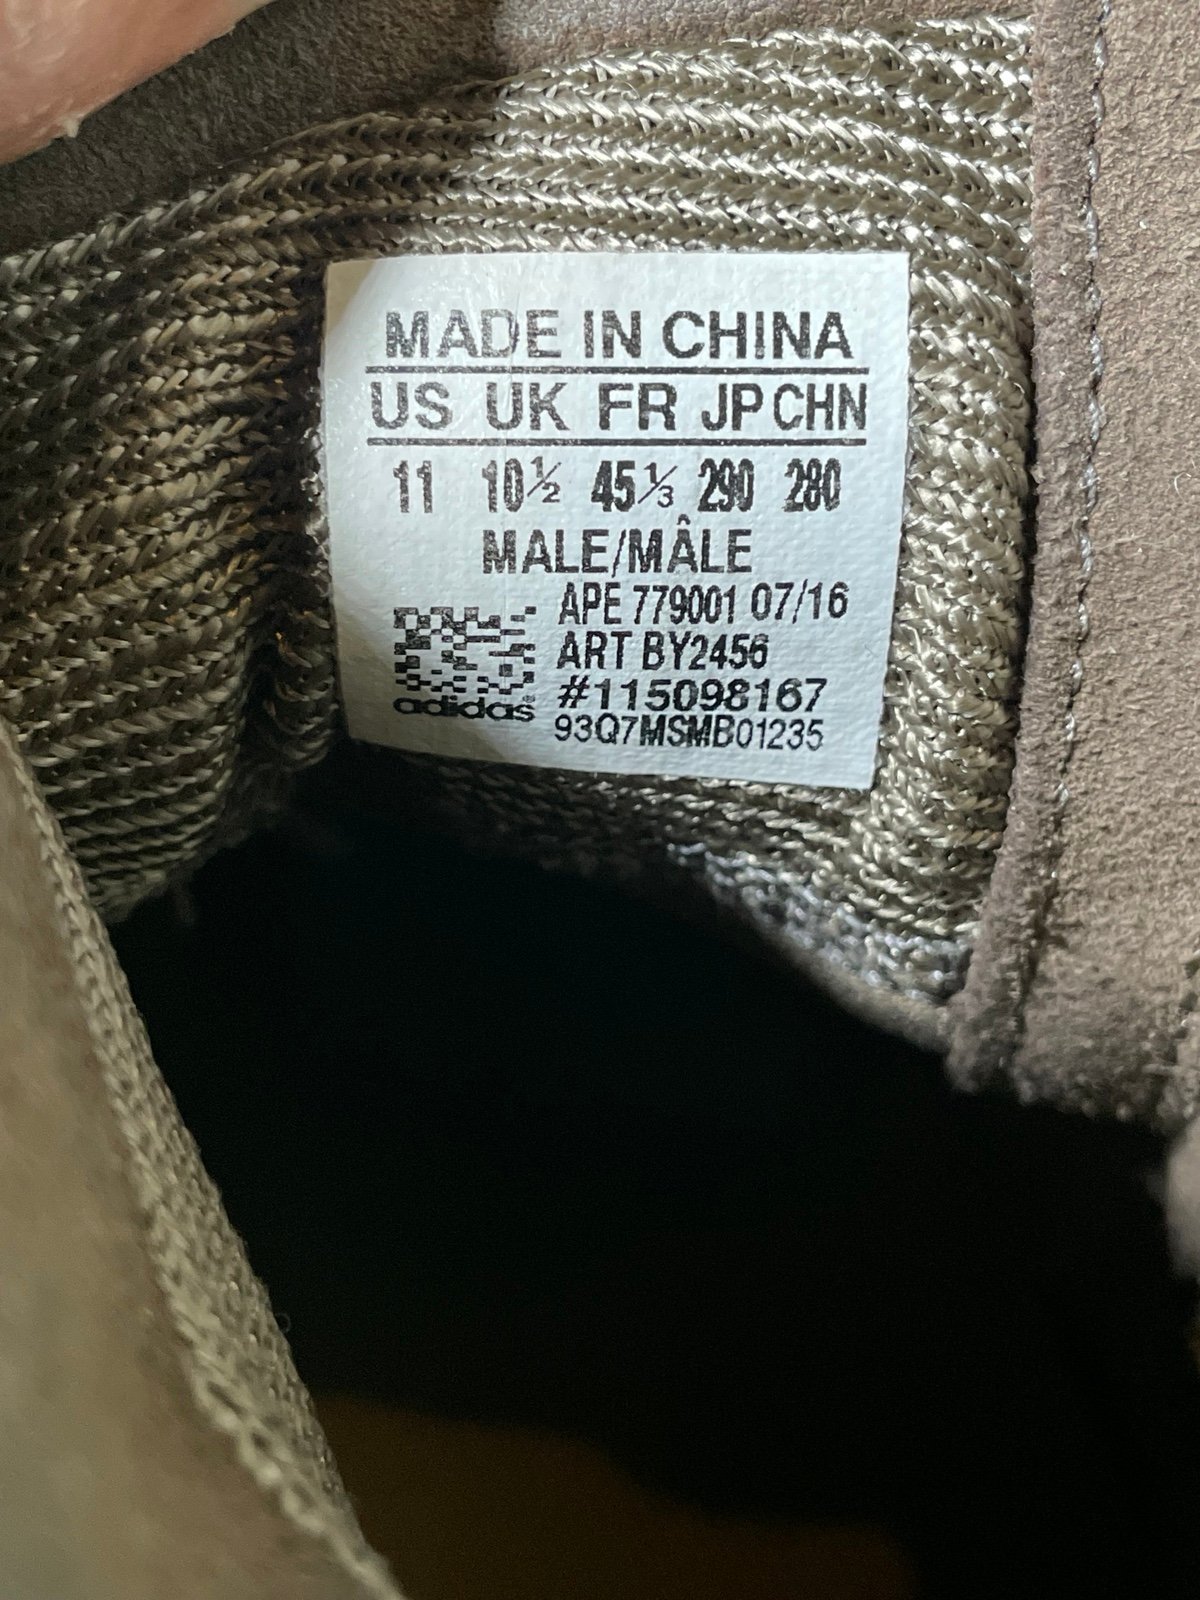 MADE IN CHINA
US UK FR JP CHN
11 10½ 45⅓ 290 280
MALE/MÂLE
APE 779001 07/16
ART BY2456
#115098167
adidas
93Q7MSMB01235